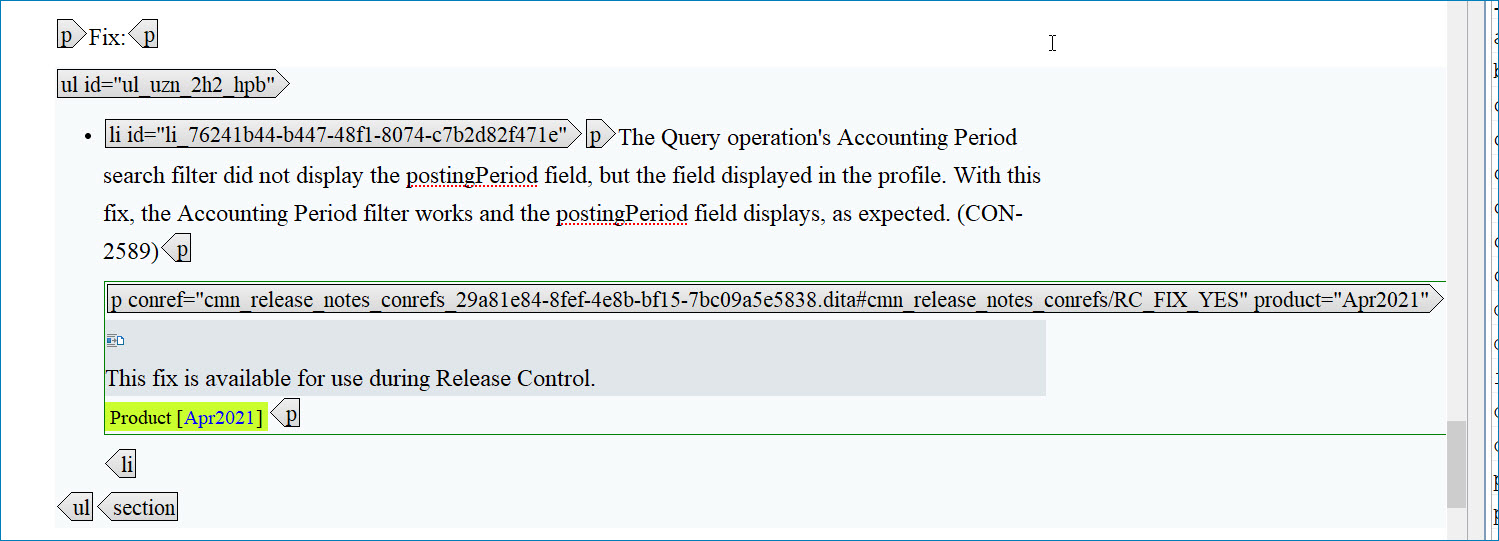 p Fix: p
ul id="ul_uzn_2h2_hpb"
• li id="li_76241b44-b447-48f1-8074-c7b2d82f471e" p The Query operation's Accounting Period
search filter did not display the postingPeriod field, but the field displayed in the profile. With this
fix, the Accounting Period filter works and the postingPeriod field displays, as expected. (CON-
2589) p
p conref="cmn_release_notes_conrefs_29a81e84-8fef-4e8b-bf15-7bc09a5e5838.dita#cmn_release_notes_conrefs/RC_FIX_YES" product="Apr2021"
This fix is available for use during Release Control.
Product [Apr2021] p
li
ul section